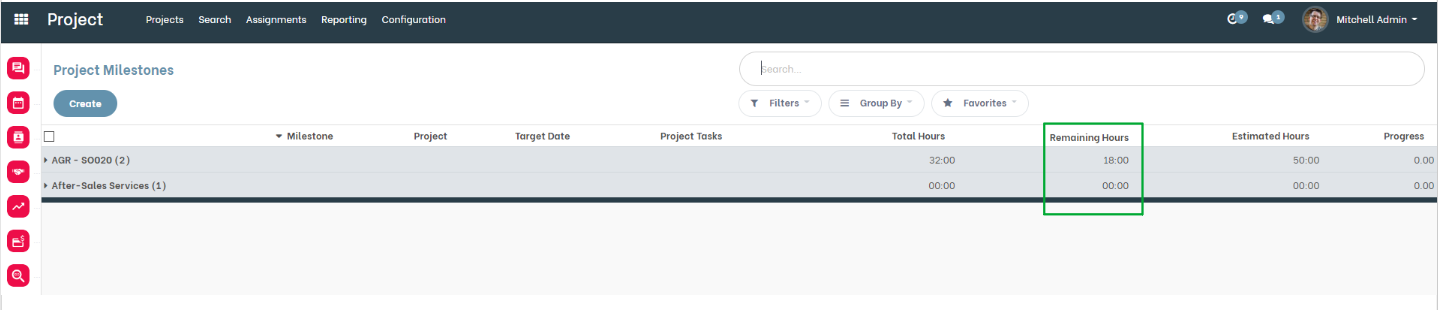 Project Projects Search Assignments Reporting Configuration 9 1 Mitchell Admin
Project Milestones
Search...
Create
Filters Group By Favorites
Milestone Project Target Date Project Tasks Total Hours Remaining Hours Estimated Hours Progress
AGR - SO020 (2) 32:00 18:00 50:00 0.00
After-Sales Services (1) 00:00 00:00 00:00 0.00